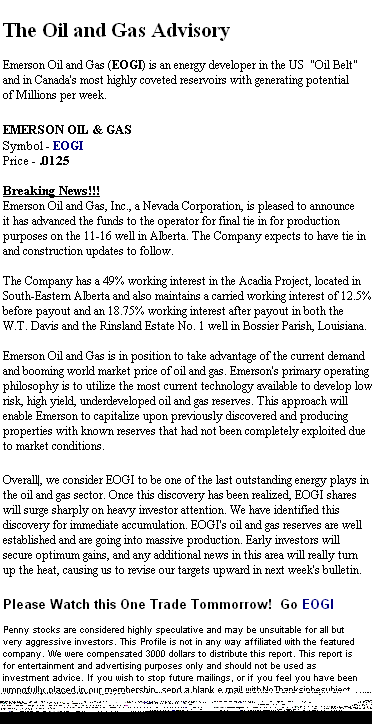 The Oil and Gas Advisory
Emerson Oil and Gas (EOGI) is an energy developer in the US "Oil Belt"
and in Canada's most highly coveted reservoirs with generating potential
of Millions per week.
EMERSON OIL & GAS
Symbol - EOGI
Price - .0125
Breaking News!!!
Emerson Oil and Gas, Inc., a Nevada Corporation, is pleased to announce
it has advanced the funds to the operator for final tie in for production
purposes on the 11-16 well in Alberta. The Company expects to have tie in
and construction updates to follow.
The Company has a 49% working interest in the Acadia Project, located in
South-Eastern Alberta and also maintains a carried working interest of 12.5%
before payout and an 18.75% working interest after payout in both the
W.T. Davis and the Rinsland Estate No. 1 well in Bossier Parish, Louisiana.
Emerson Oil and Gas is in position to take advantage of the current demand
and booming world market price of oil and gas. Emerson's primary operating
philosophy is to utilize the most current technology available to develop low
risk, high yield, underdeveloped oil and gas reserves. This approach will
enable Emerson to capitalize upon previously discovered and producing
properties with known reserves that had not been completely exploited due
to market conditions.
Overall, we consider EOGI to be one of the last outstanding energy plays in
the oil and gas sector. Once this discovery has been realized, EOGI shares
will surge sharply on heavy investor attention. We have identified this
discovery for immediate accumulation. EOGI's oil and gas reserves are well
established and are going into massive production. Early investors will
secure optimum gains, and any additional news in this area will really turn
up the heat, causing us to revise our targets upward in next week's bulletin.
Please Watch this One Trade Tommorrow! Go EOGI
Penny stocks are considered highly speculative and may be unsuitable for all but
very aggressive investors. This Profile is not in any way affiliated with the featured
company. We were compensated 3000 dollars to distribute this report. This report is
for entertainment and advertising purposes only and should not be used as
investment advice. If you wish to stop future mailings, or if you feel you have been
wrongfully placed in our membership, send a blank e mail with No Thanks in the subject